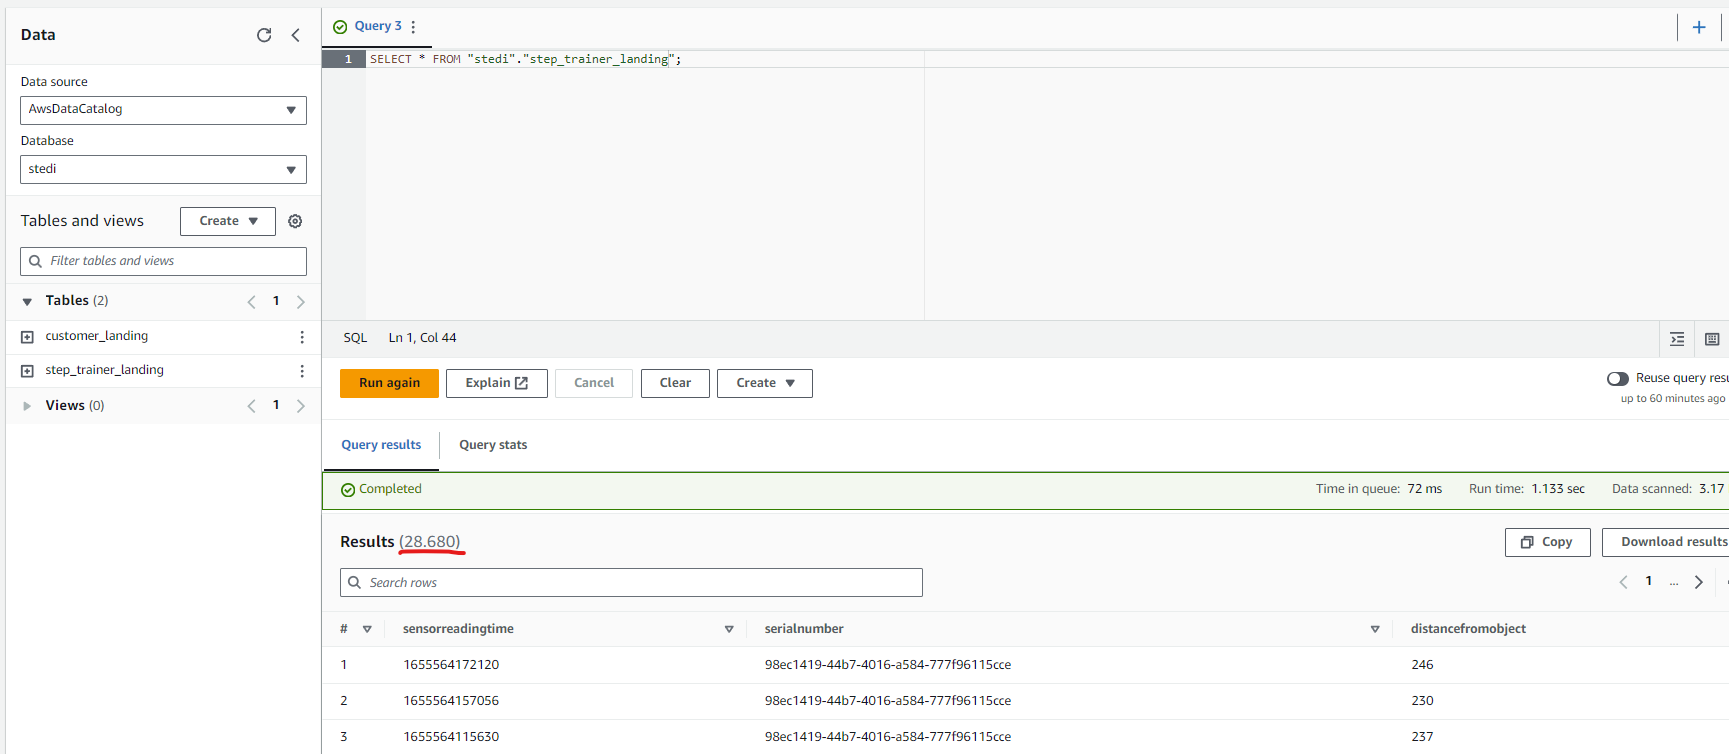 Data
Data source
AwsDataCatalog
Database
stedi
Tables and views
Create
Filter tables and views
Tables (2)
1
customer_landing
step_trainer_landing
Views (0)
1
Query 3
1 SELECT * FROM "stedi"."step_trainer_landing";
SQL Ln 1, Col 44
Run again Explain Cancel Clear Create
Reuse query resu
up to 60 minutes ago
Query results Query stats
Completed
Time in queue: 72 ms Run time: 1.133 sec Data scanned: 3.17
Results (28.680)
Copy Download results
Search rows
1 ...
# sensorreadingtime serialnumber distancefromobject
1 1655564172120 98ec1419-44b7-4016-a584-777f96115cce 246
2 1655564157056 98ec1419-44b7-4016-a584-777f96115cce 230
3 1655564115630 98ec1419-44b7-4016-a584-777f96115cce 237